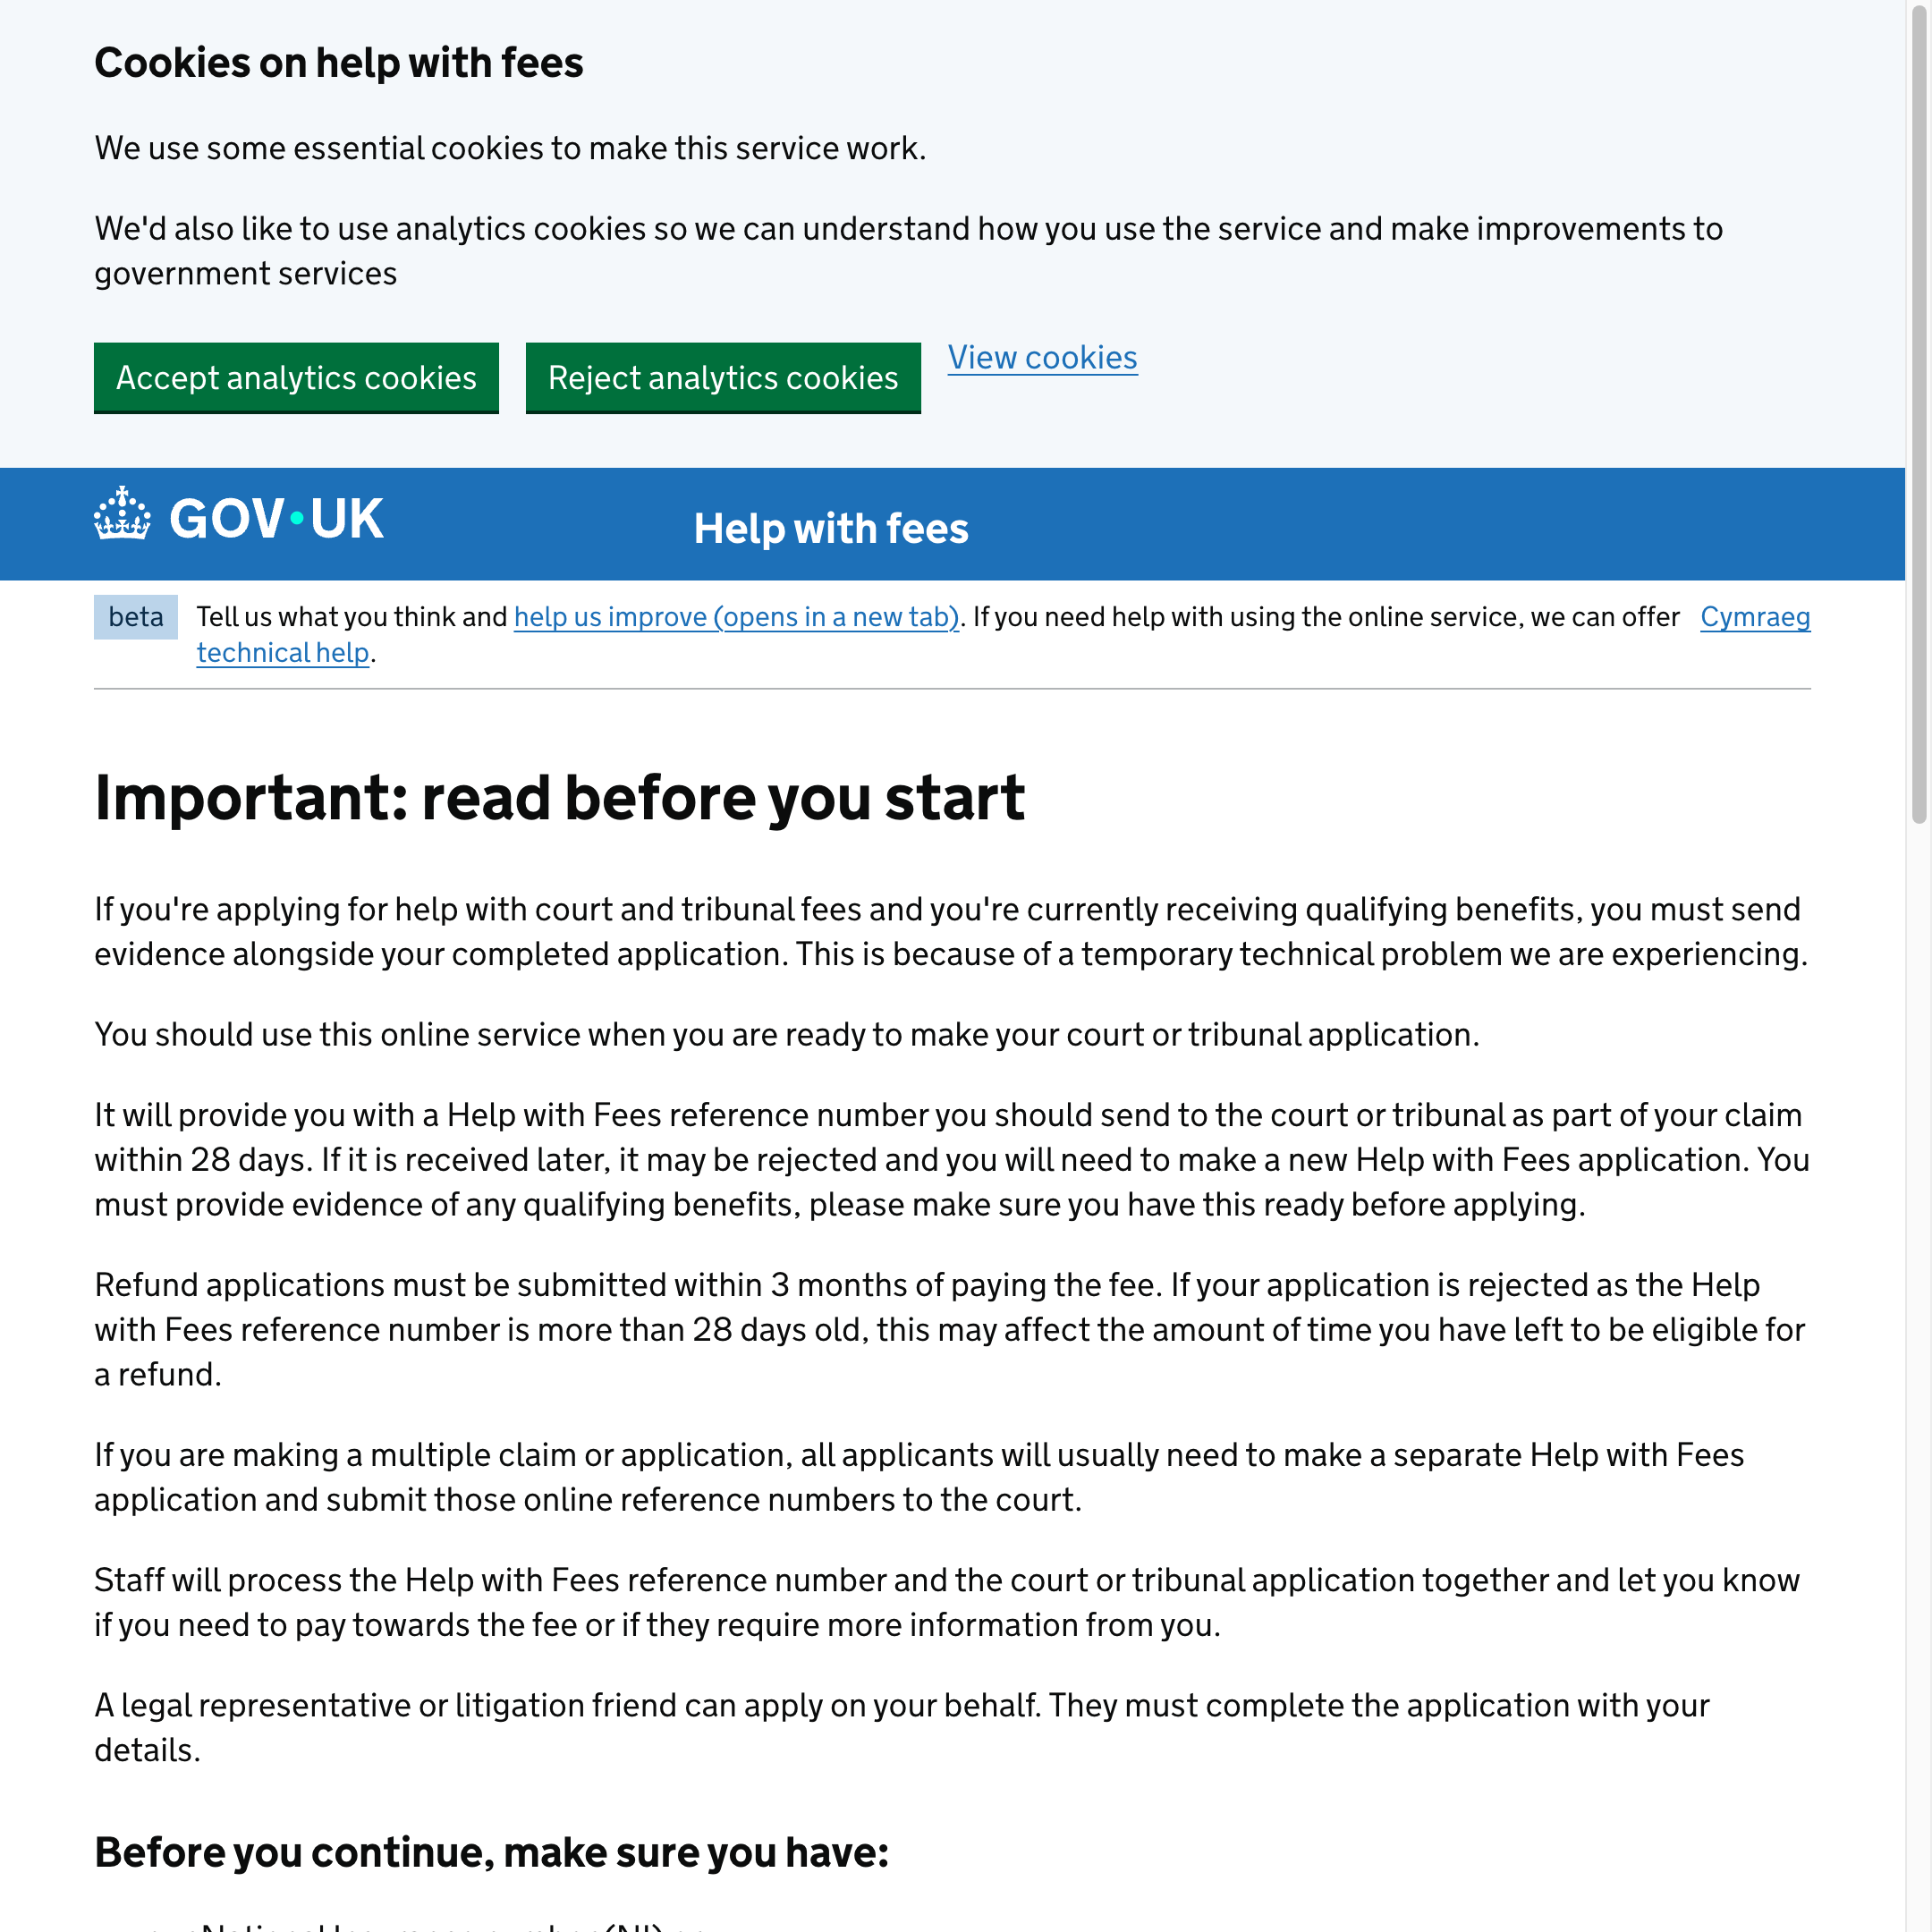 Cookies on help with fees
We use some essential cookies to make this service work.
We'd also like to use analytics cookies so we can understand how you use the service and make improvements to
government services
Accept analytics cookies
Reject analytics cookies
View cookies
GOV·UK
Help with fees
beta
Tell us what you think and help us improve (opens in a new tab). If you need help with using the online service, we can offer
technical help.
Cymraeg
Important: read before you start
If you're applying for help with court and tribunal fees and you're currently receiving qualifying benefits, you must send
evidence alongside your completed application. This is because of a temporary technical problem we are experiencing.
You should use this online service when you are ready to make your court or tribunal application.
It will provide you with a Help with Fees reference number you should send to the court or tribunal as part of your claim
within 28 days. If it is received later, it may be rejected and you will need to make a new Help with Fees application. You
must provide evidence of any qualifying benefits, please make sure you have this ready before applying.
Refund applications must be submitted within 3 months of paying the fee. If your application is rejected as the Help
with Fees reference number is more than 28 days old, this may affect the amount of time you have left to be eligible for
a refund.
If you are making a multiple claim or application, all applicants will usually need to make a separate Help with Fees
application and submit those online reference numbers to the court.
Staff will process the Help with Fees reference number and the court or tribunal application together and let you know
if you need to pay towards the fee or if they require more information from you.
A legal representative or litigation friend can apply on your behalf. They must complete the application with your
details.
Before you continue, make sure you have: